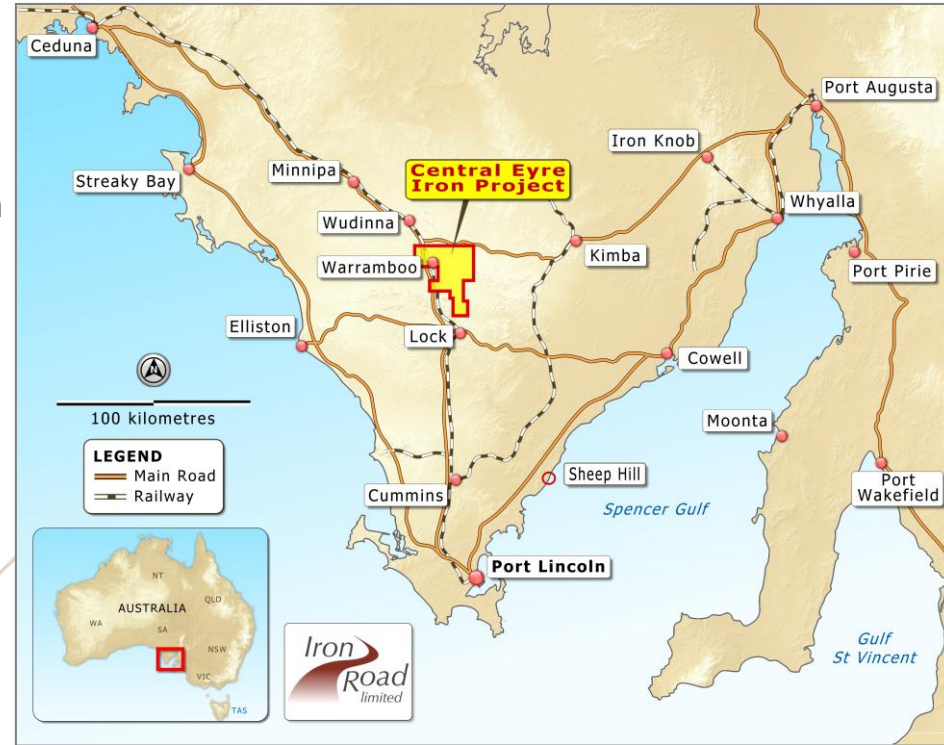 Ceduna
Port Augusta
Iron Knob
Central Eyre
Iron Project
Minnipa
Streaky Bay
Whyalla
Wudinna
Kimba
Warramboo
Port Pirie
Elliston
Lock
N
Cowell
100 kilometres
Moonta
LEGEND
Main Road
Railway
Sheep Hill
Cummins
Port
Wakefield
Spencer Gulf
Port Lincoln
NT
QLD
AUSTRALIA
WA
SA
NSW
VIC
TAS
Iron
Road
limited
Gulf
St Vincent